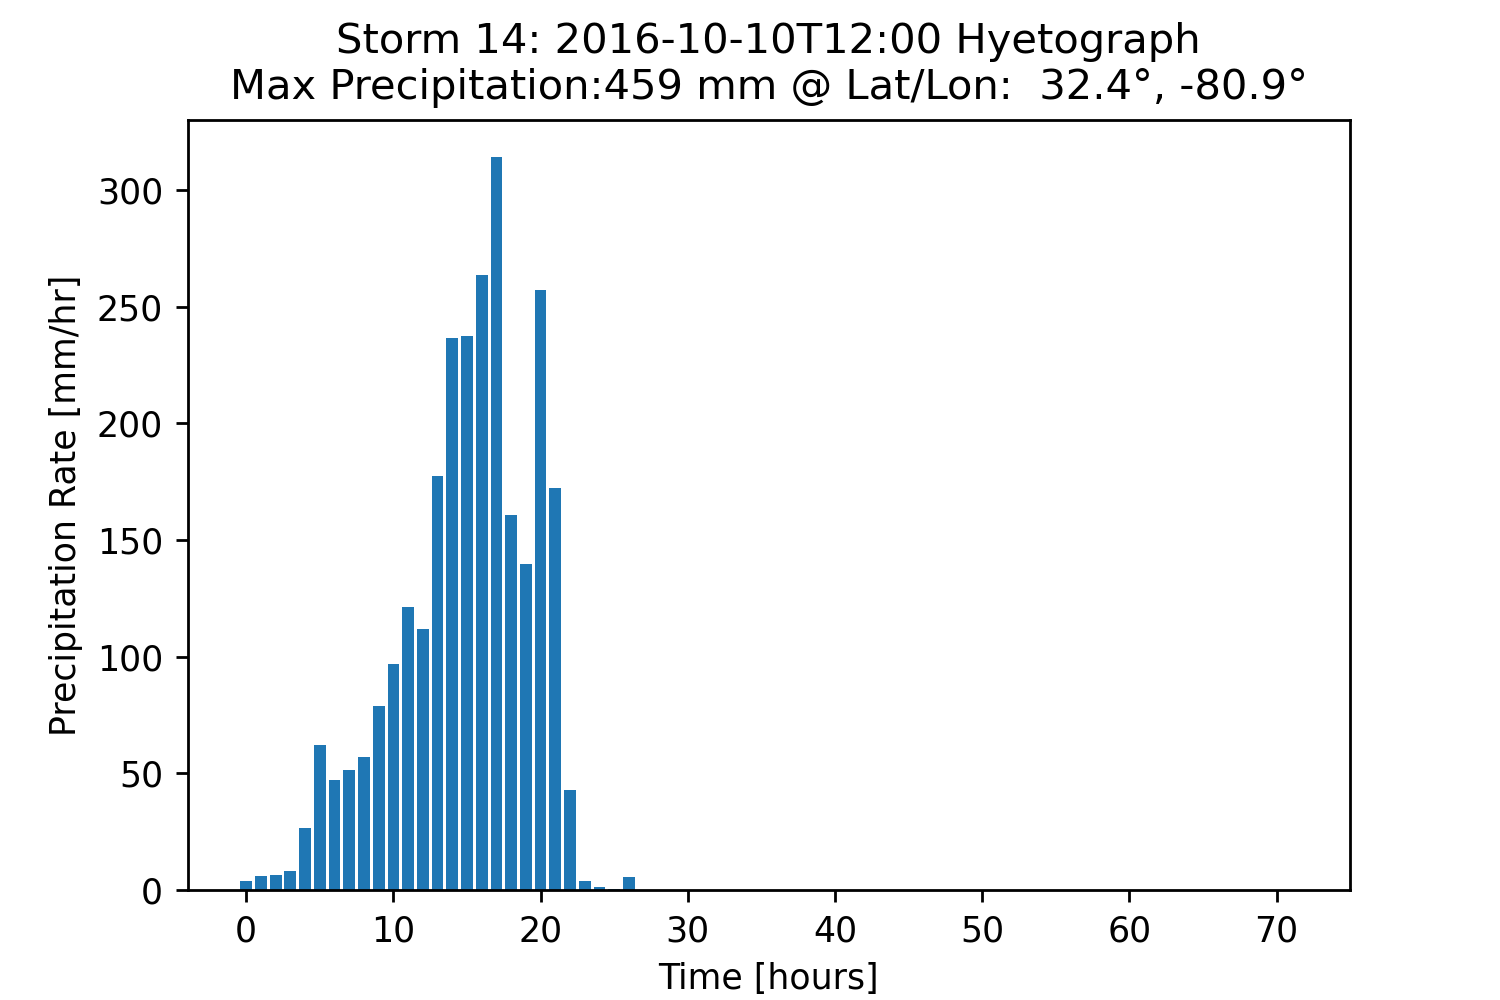 Storm 14: 2016-10-10T12:00 Hyetograph
Max Precipitation:459 mm @ Lat/Lon:  32.4°, -80.9°
Precipitation Rate [mm/hr]
300
250
200
150
100
50
0
0 10 20 30 40 50 60 70
Time [hours]